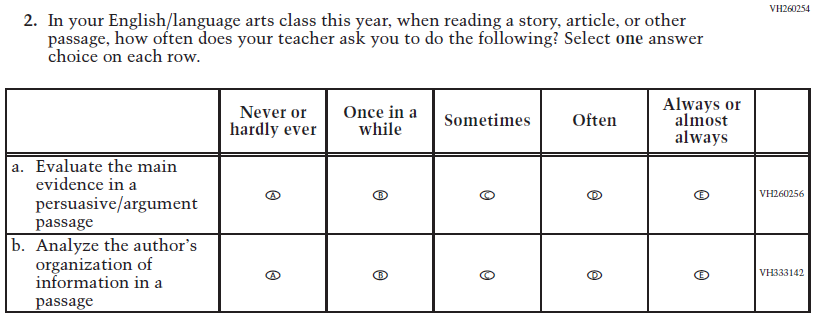 VH260254
2. In your English/language arts class this year, when reading a story, article, or other
passage, how often does your teacher ask you to do the following? Select one answer
choice on each row.
Never or
hardly ever
Once in a
while
Sometimes
Often
Always or
almost
always
a. Evaluate the main
evidence in a
persuasive/argument
passage
A B C D E VH260256
b. Analyze the author's
organization of
information in a
passage
A B C D E VH333142